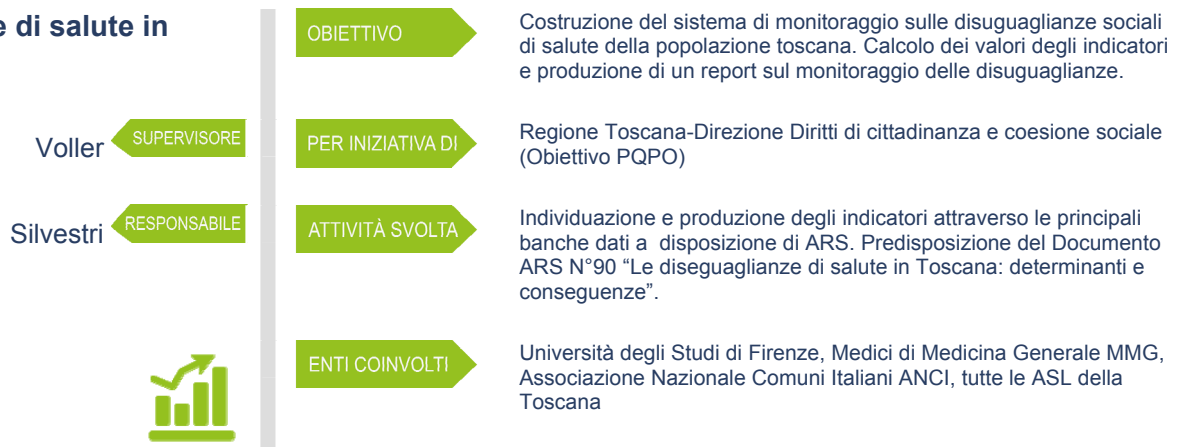 e di salute in
Voller SUPERVISORE
Silvestri RESPONSABILE
OBIETTIVO
Costruzione del sistema di monitoraggio sulle disuguaglianze sociali
di salute della popolazione toscana. Calcolo dei valori degli indicatori
e produzione di un report sul monitoraggio delle disuguaglianze.
PER INIZIATIVA DI
Regione Toscana-Direzione Diritti di cittadinanza e coesione sociale
(Obiettivo PQPO)
ATTIVITÀ SVOLTA
Individuazione e produzione degli indicatori attraverso le principali
banche dati a  disposizione di ARS. Predisposizione del Documento
ARS N°90 “Le diseguaglianze di salute in Toscana: determinanti e
conseguenze”.
ENTI COINVOLTI
Università degli Studi di Firenze, Medici di Medicina Generale MMG,
Associazione Nazionale Comuni Italiani ANCI, tutte le ASL della
Toscana